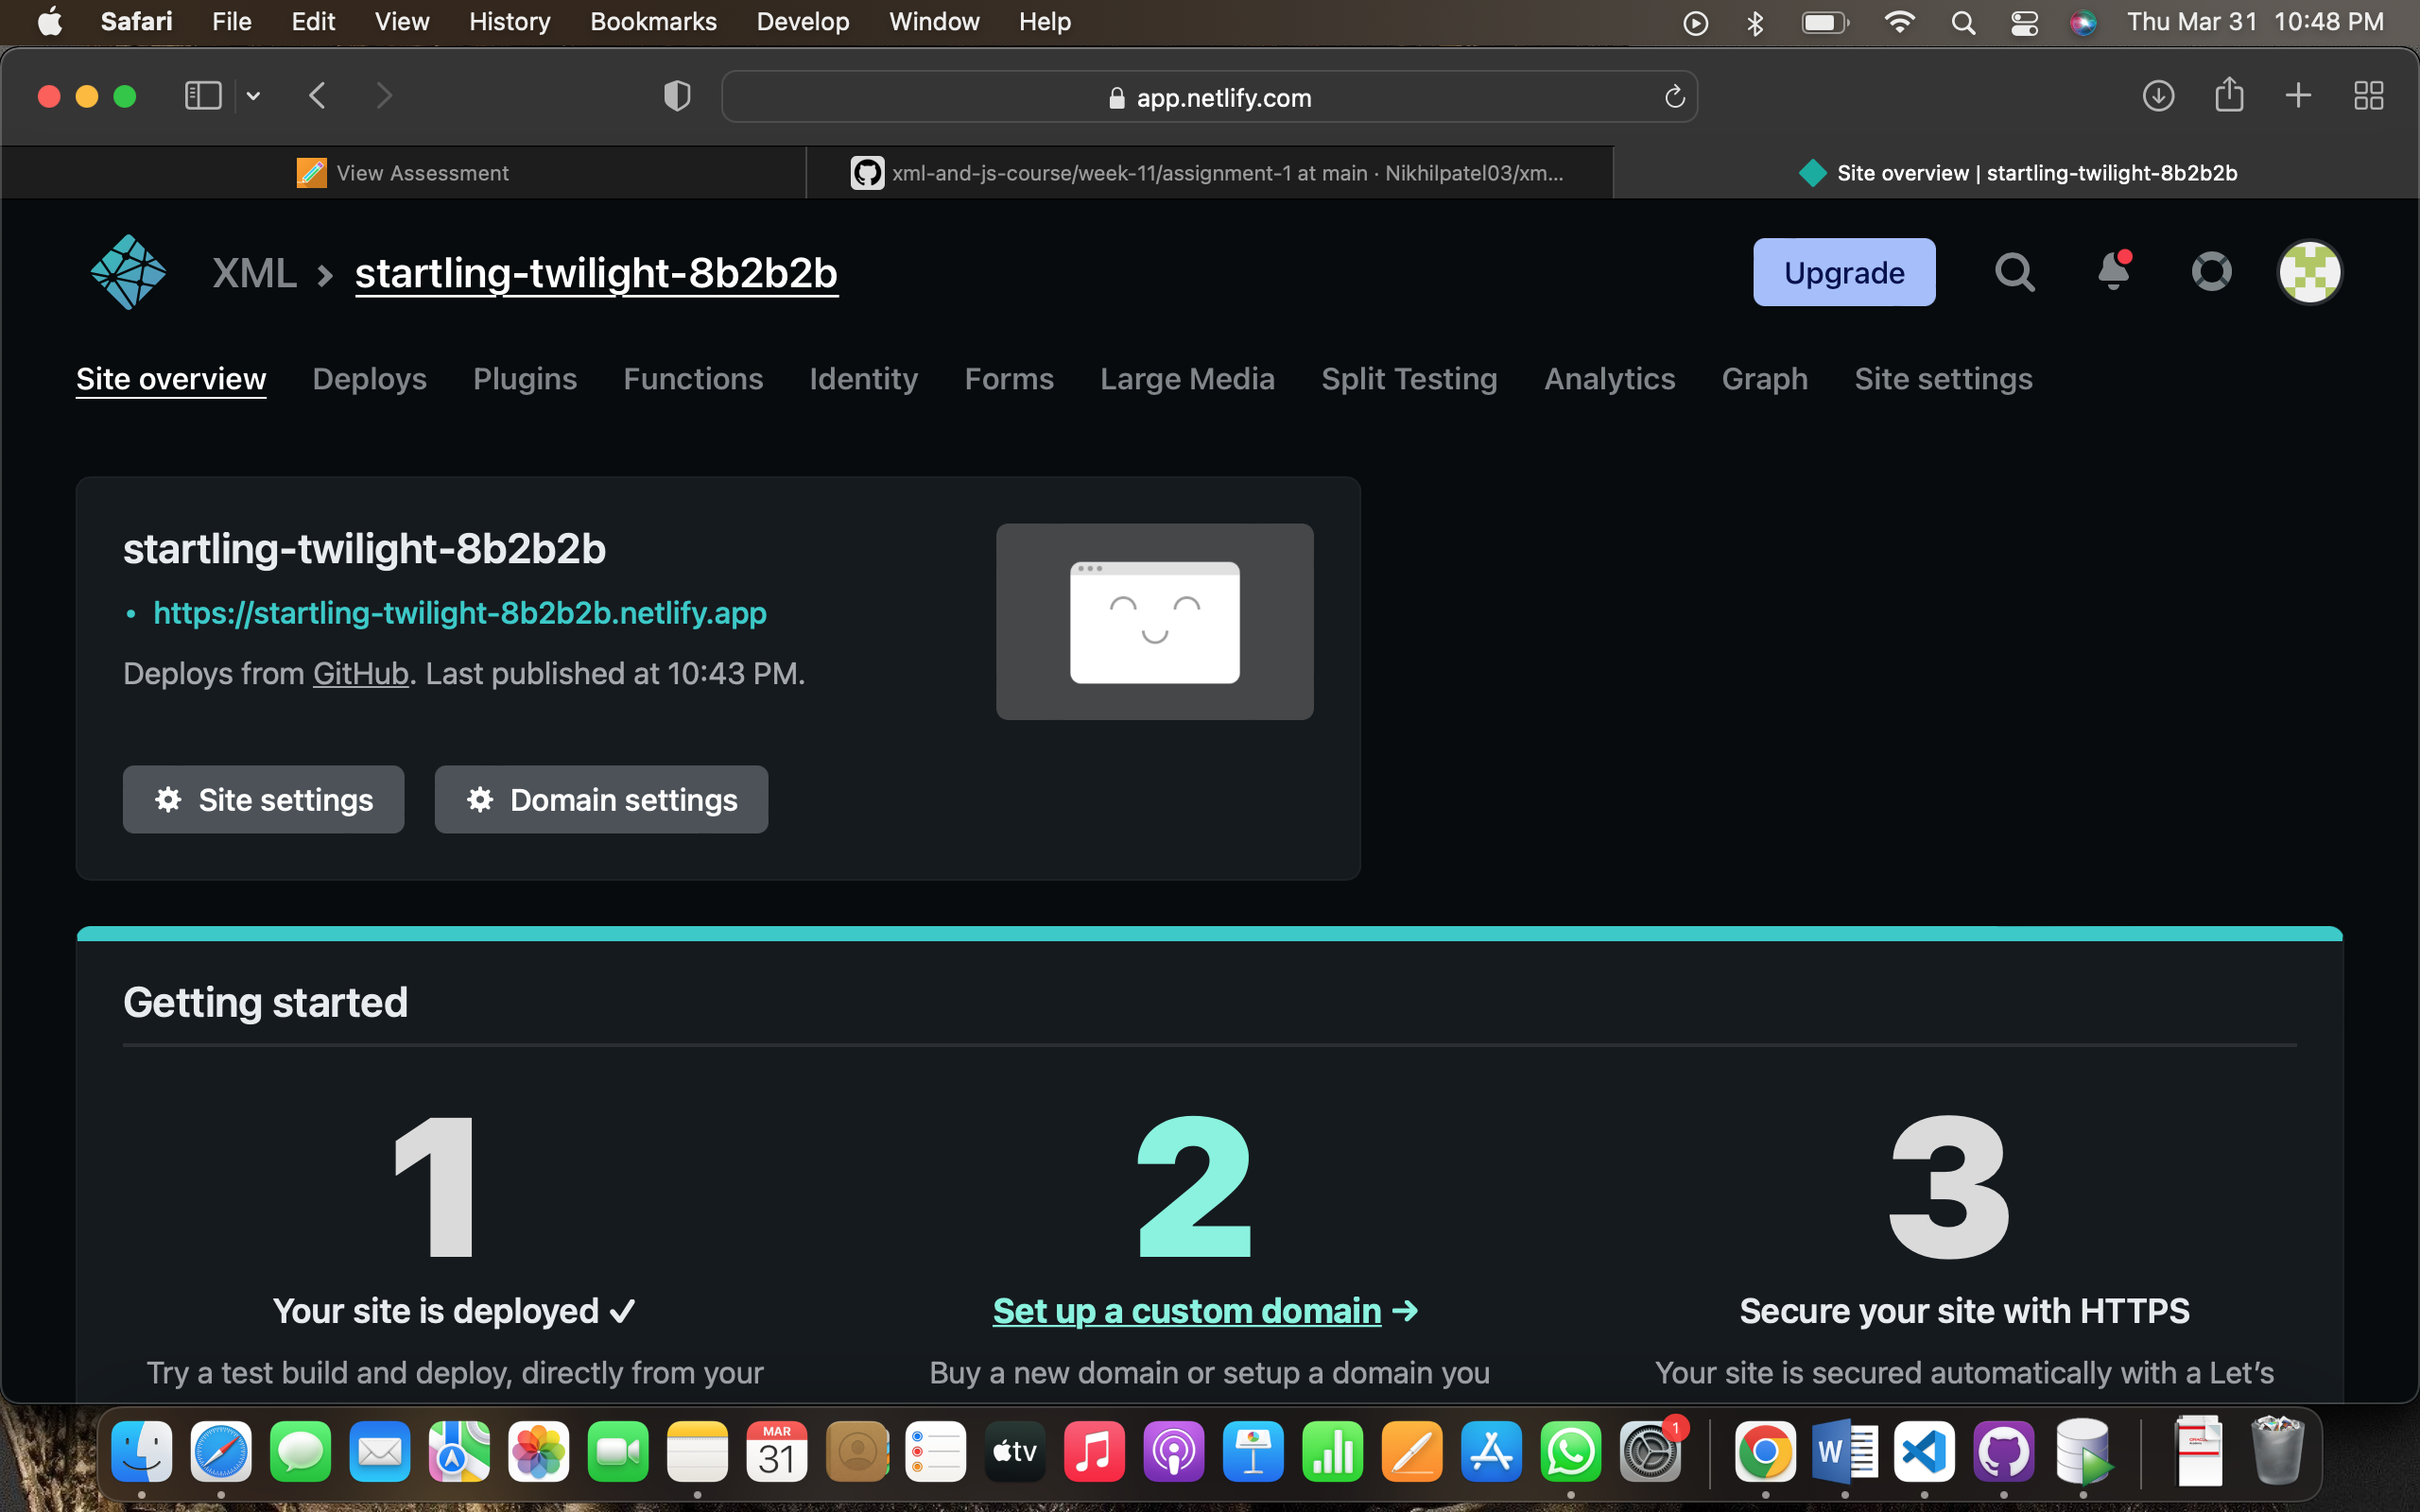 Safari File Edit View History Bookmarks Develop Window Help Thu Mar 31 10:48 PM
app.netlify.com
View Assessment
xml-and-js-course/week-11/assignment-1 at main · Nikhilpatel03/xm...
Site overview | startling-twilight-8b2b2b
XML > startling-twilight-8b2b2b
Upgrade
Site overview Deploys Plugins Functions Identity Forms Large Media Split Testing Analytics Graph Site settings
startling-twilight-8b2b2b
• https://startling-twilight-8b2b2b.netlify.app
Deploys from GitHub. Last published at 10:43 PM.
Site settings Domain settings
Getting started
1 2 3
Your site is deployed ✓
Set up a custom domain →
Secure your site with HTTPS
Try a test build and deploy, directly from your
Buy a new domain or setup a domain you
Your site is secured automatically with a Let's
MAR
31
tv
1
W